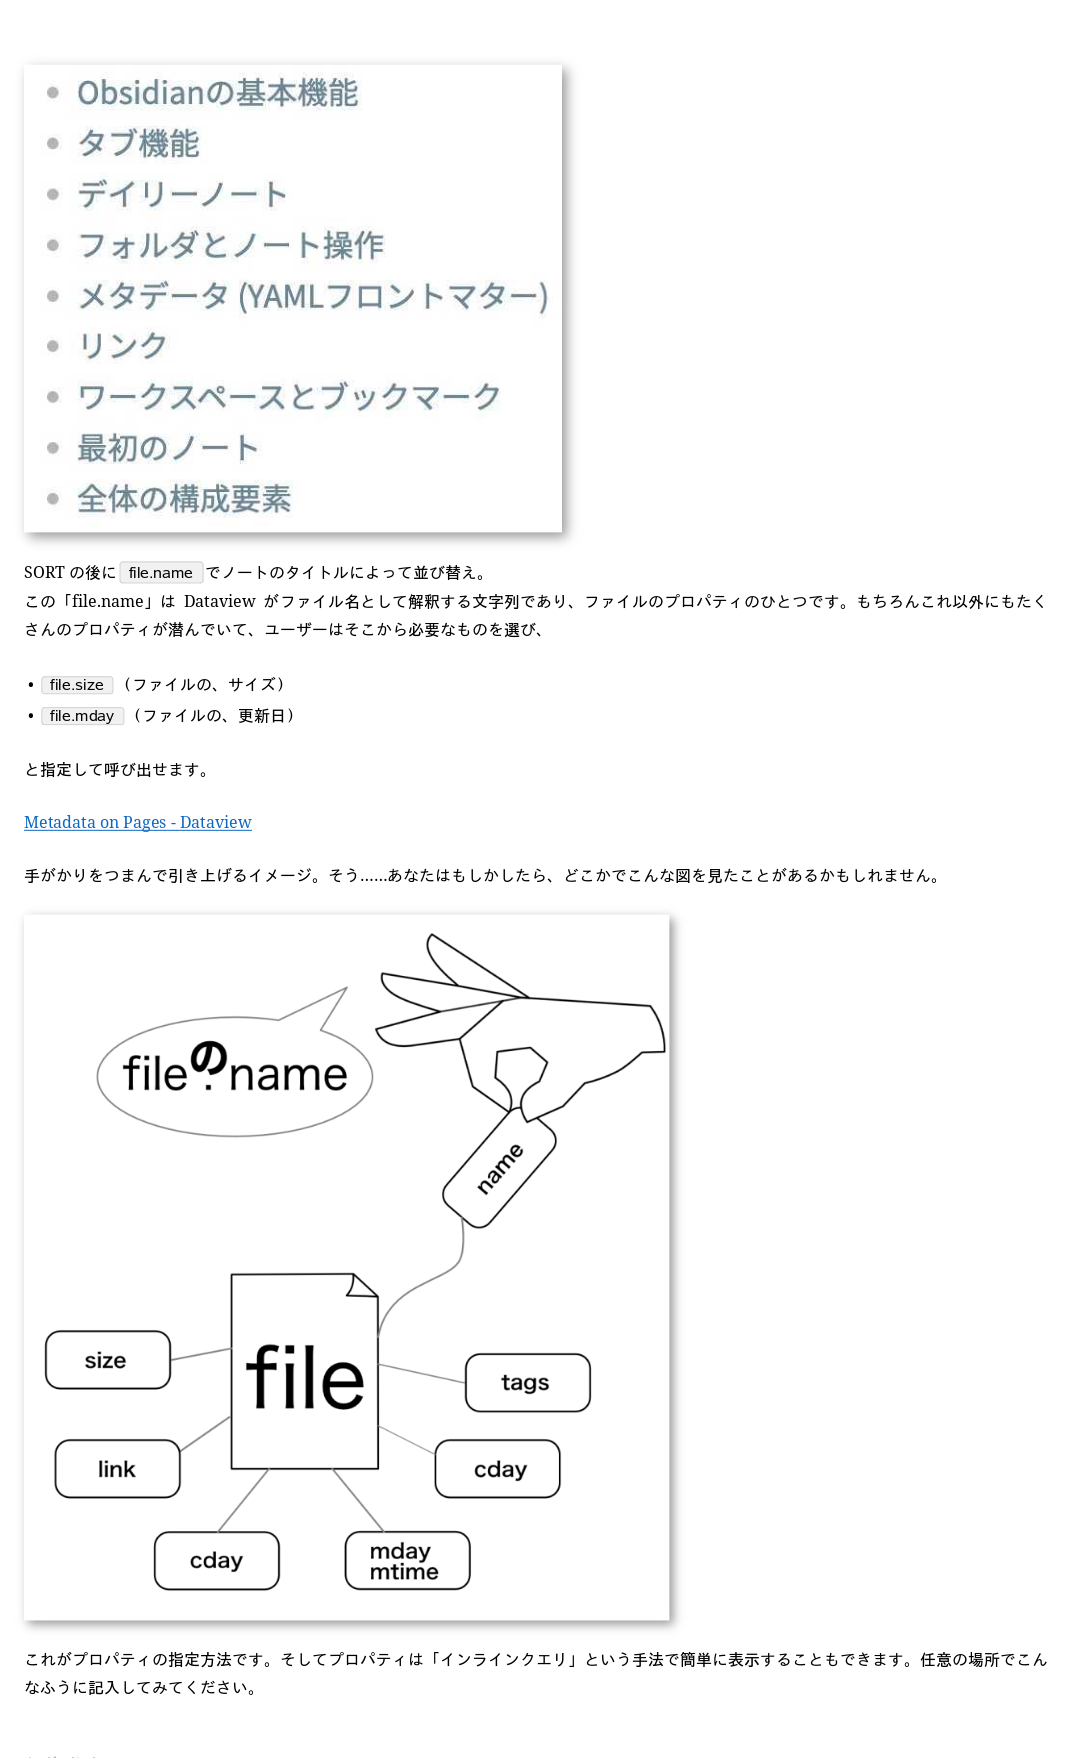 Obsidianの基本機能
タブ機能
デイリーノート
フォルダとノート操作
メタデータ (YAMLフロントマター)
リンク
ワークスペースとブックマーク
最初のノート
全体の構成要素
SORT の後に file.name でノートのタイトルによって並び替え。
この「file.name」は Dataview がファイル名として解釈する文字列であり、ファイルのプロパティのひとつです。もちろんこれ以外にもたく
さんのプロパティが潜んでいて、ユーザーはそこから必要なものを選び、
• file.size （ファイルの、サイズ）
• file.mday （ファイルの、更新日）
と指定して呼び出せます。
Metadata on Pages - Dataview
手がかりをつまんで引き上げるイメージ。そう……あなたはもしかしたら、どこかでこんな図を見たことがあるかもしれません。
の
file.name
name
file
size
tags
link
cday
cday
mday
mtime
これがプロパティの指定方法です。そしてプロパティは「インラインクエリ」という手法で簡単に表示することもできます。任意の場所でこん
なふうに記入してみてください。